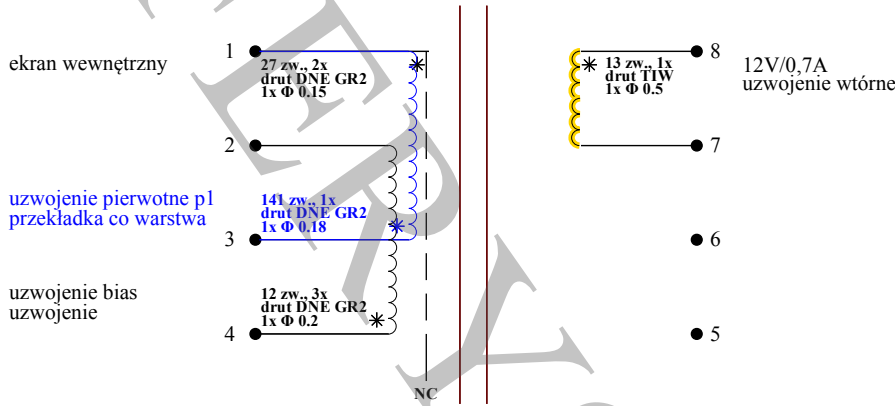 1
ekran wewnętrzny
27 zw., 2x
drut DNE GR2
1x Φ 0.15
2
uzwojenie pierwotne p1
przekładka co warstwa
141 zw., 1x
drut DNE GR2
1x Φ 0.18
3
uzwojenie bias
uzwojenie
12 zw., 3x
drut DNE GR2
1x Φ 0.2
4
NC
13 zw., 1x
drut TIW
1x Φ 0.5
8
12V/0,7A
uzwojenie wtórne
7
6
5